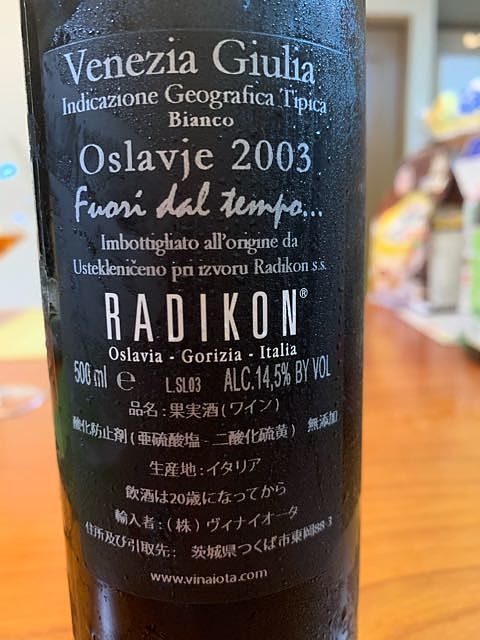 Venezia Giulia
Indicazione Geografica Tipica
Bianco
Oslavje 2003
Fuori dal tempo...
Imbottigliato all'origine da
Ustekleničeno pri izvoru Radikon s.s.
RADIKON®
Oslavia - Gorizia - Italia
500 ml ℮ L.SL03 ALC.14,5% BY VOL
品名:果実酒(ワイン)
酸化防止剤(亜硫酸塩・二酸化硫黄) 無添加
生産地:イタリア
飲酒は20歳になってから
輸入者:(株)ヴィナイオータ
住所及び引取先: 茨城県つくば市東岡88-3
www.vinaiota.com